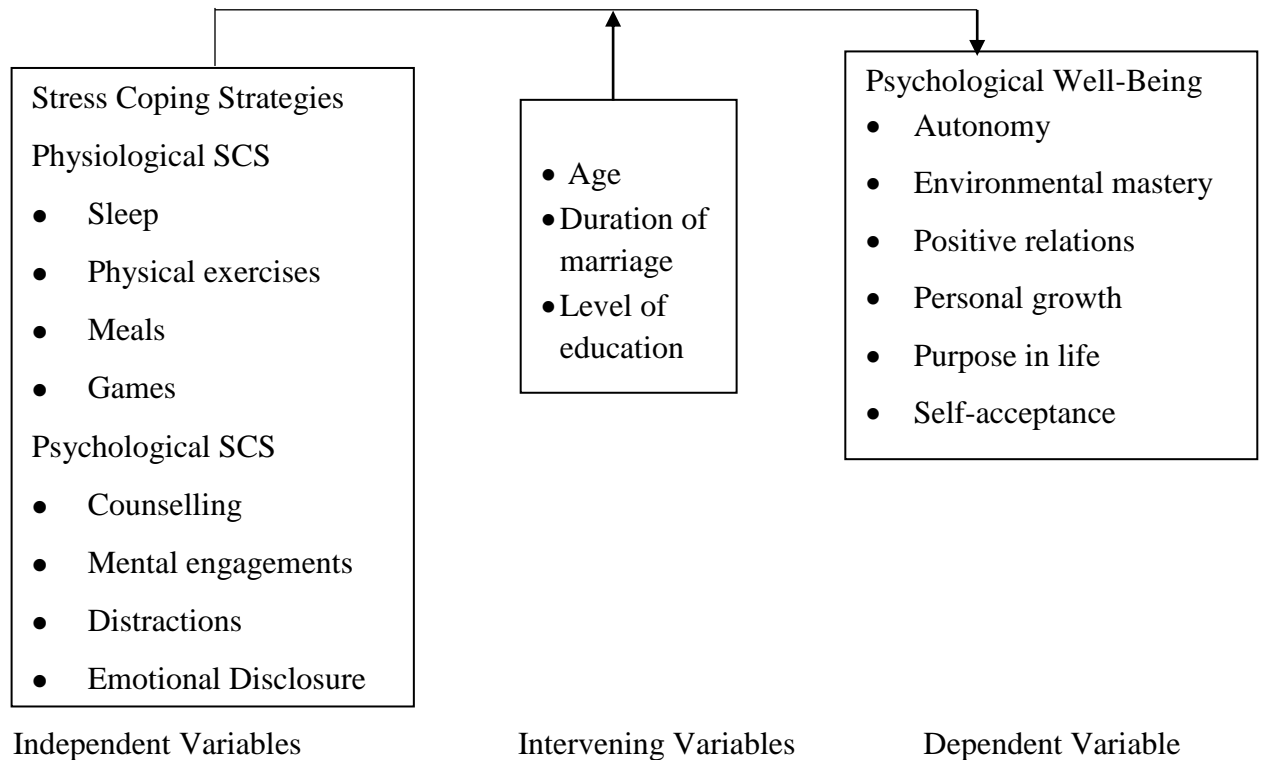 Stress Coping Strategies
Physiological SCS
● Sleep
● Physical exercises
● Meals
● Games
Psychological SCS
● Counselling
● Mental engagements
● Distractions
● Emotional Disclosure
Independent Variables
● Age
● Duration of
marriage
● Level of
education
Intervening Variables
Psychological Well-Being
● Autonomy
● Environmental mastery
● Positive relations
● Personal growth
● Purpose in life
● Self-acceptance
Dependent Variable